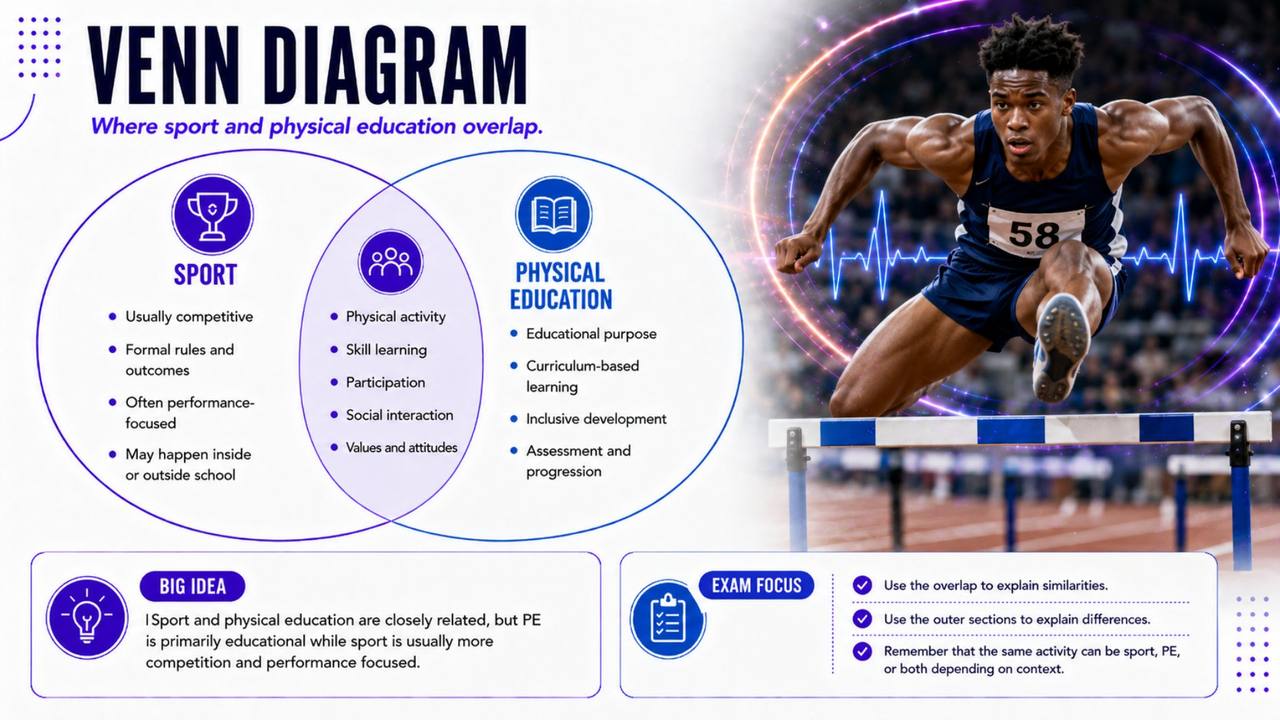 VENN DIAGRAM
Where sport and physical education overlap.
SPORT
Usually competitive
Formal rules and
outcomes
Often performance-
focused
May happen inside
or outside school
Physical activity
Skill learning
Participation
Social interaction
Values and attitudes
PHYSICAL
EDUCATION
Educational purpose
Curriculum-based
learning
Inclusive development
Assessment and
progression
58
BIG IDEA
|Sport and physical education are closely related, but PE
is primarily educational while sport is usually more
competition and performance focused.
EXAM FOCUS
Use the overlap to explain similarities.
Use the outer sections to explain differences.
Remember that the same activity can be sport, PE,
or both depending on context.